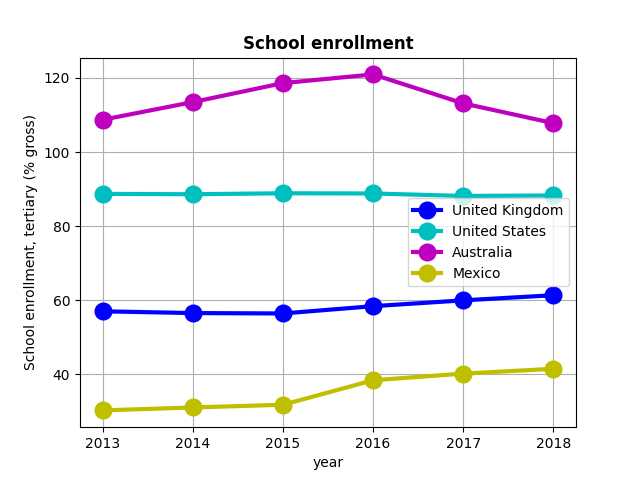 School enrollment
School enrollment, tertiary (% gross)
120
100
80
60
40
United Kingdom
United States
Australia
Mexico
2013 2014 2015 2016 2017 2018
year